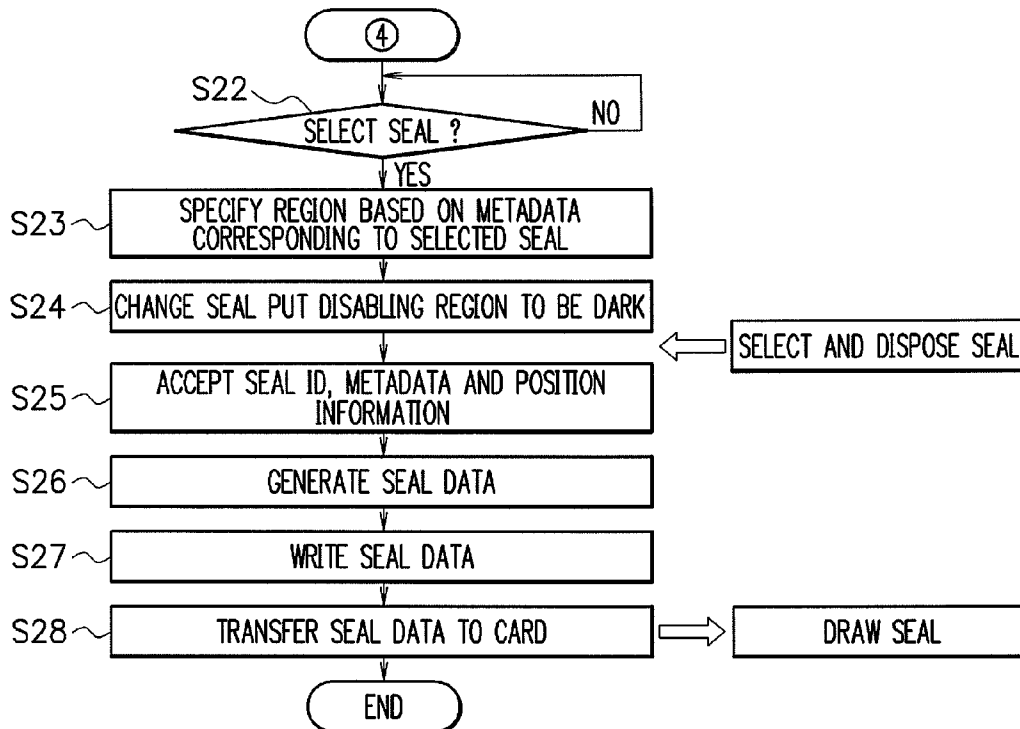 ④
S22
SELECT SEAL ?
NO
YES
S23
SPECIFY REGION BASED ON METADATA
CORRESPONDING TO SELECTED SEAL
S24
CHANGE SEAL PUT DISABLING REGION TO BE DARK
SELECT AND DISPOSE SEAL
S25
ACCEPT SEAL ID, METADATA AND POSITION
INFORMATION
S26
GENERATE SEAL DATA
S27
WRITE SEAL DATA
S28
TRANSFER SEAL DATA TO CARD
DRAW SEAL
END